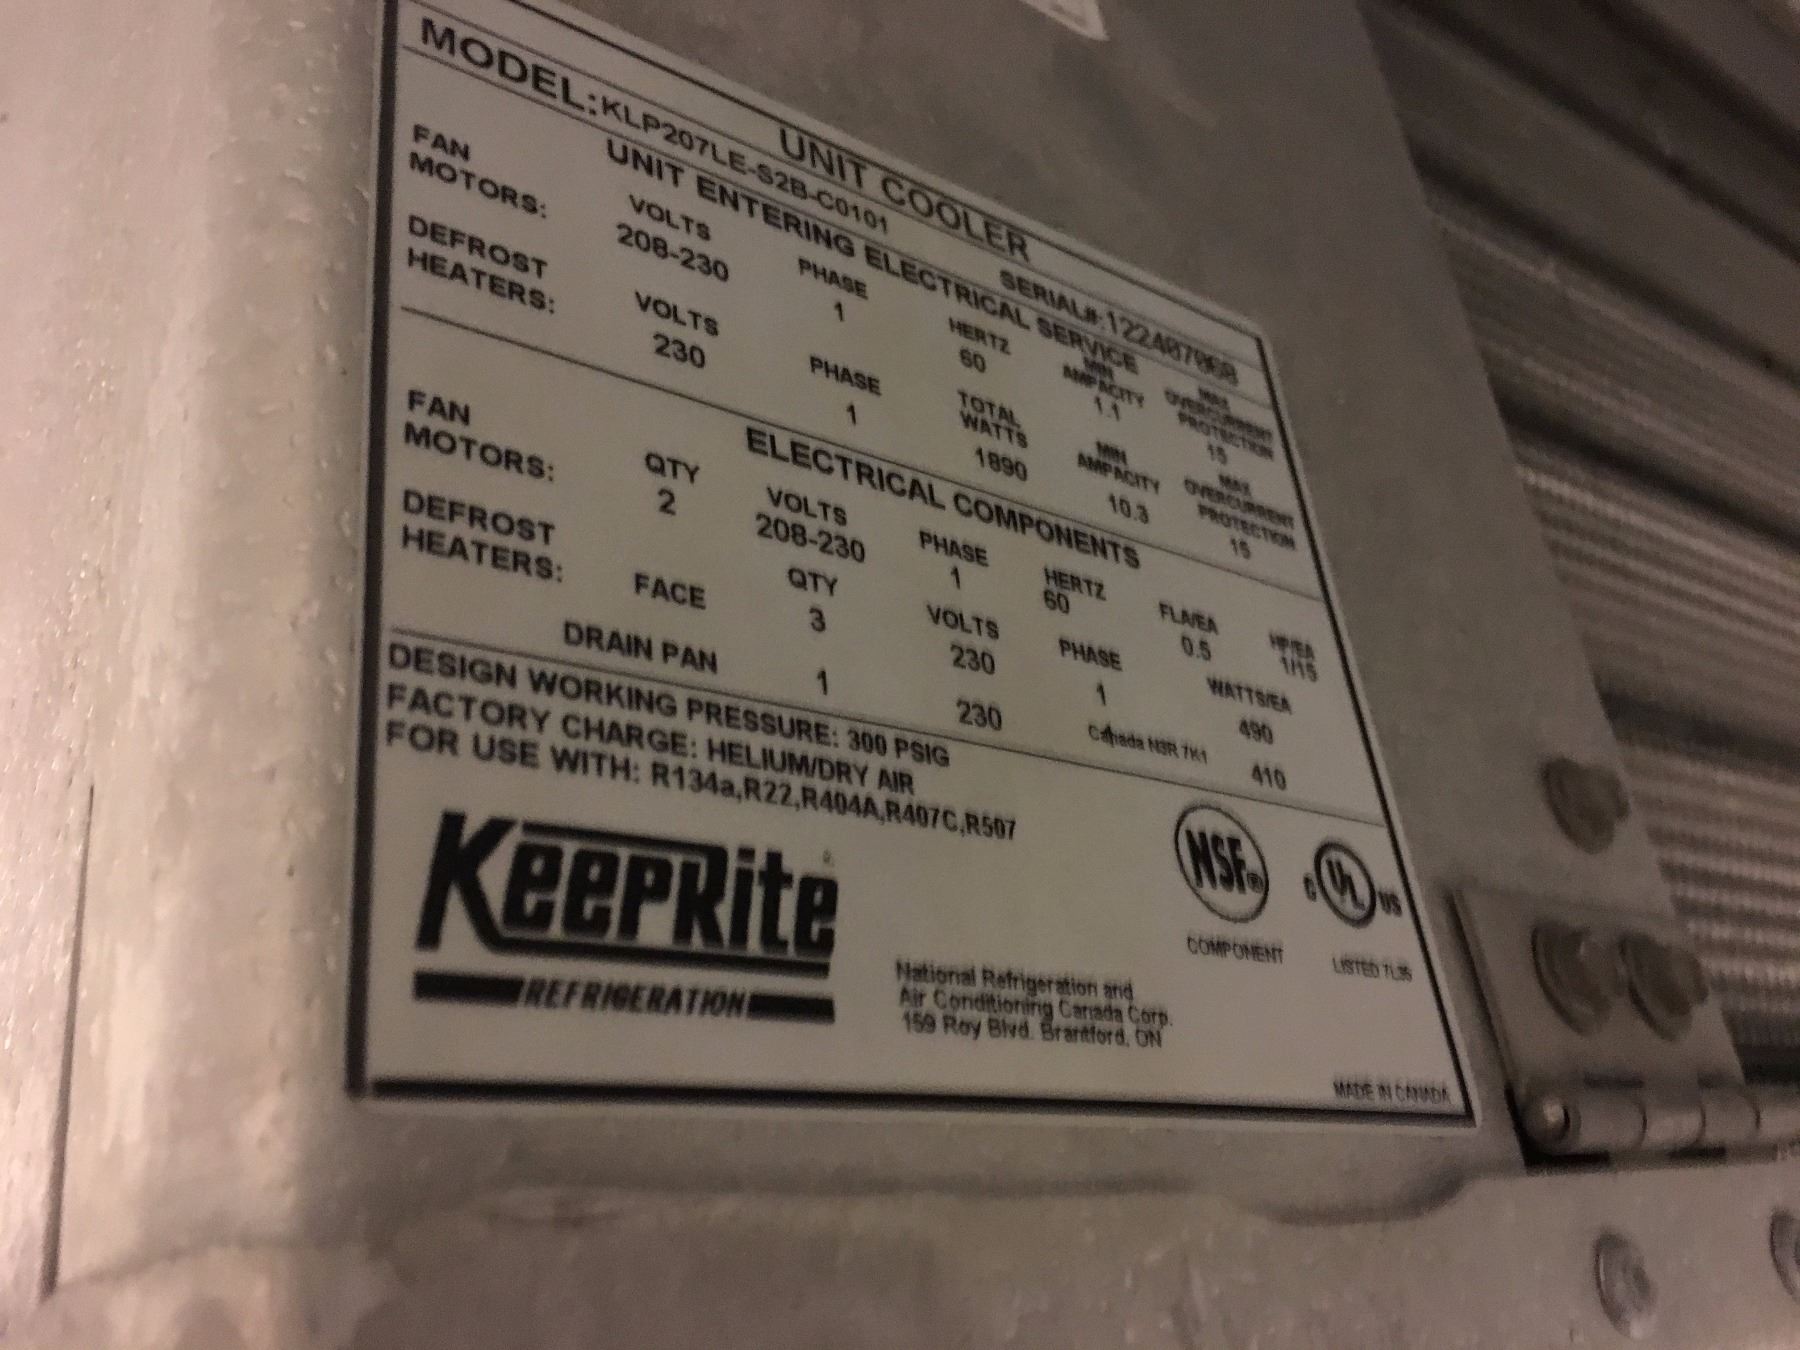 UNIT COOLER
MODEL:KLP207LE-S2B-C0101 SERIAL#:
UNIT ENTERING ELECTRICAL SERVICE
FAN MOTORS: VOLTS 208-230 PHASE 1 HERTZ 60 MIN AMPACITY 1.1 MAX OVERCURRENT PROTECTION 15
DEFROST HEATERS: VOLTS 230 PHASE 1 TOTAL WATTS 1890 MIN AMPACITY 10.3 MAX OVERCURRENT PROTECTION 15
ELECTRICAL COMPONENTS
FAN MOTORS: QTY 2 VOLTS 208-230 PHASE 1 HERTZ 60 FLA/EA 0.5 HP/EA 1/15
DEFROST HEATERS: FACE QTY 3 VOLTS 230 PHASE 1 WATTS/EA 490
DRAIN PAN 1 230 410
Canada N3R 7K1
DESIGN WORKING PRESSURE: 300 PSIG
FACTORY CHARGE: HELIUM/DRY AIR
FOR USE WITH: R134a,R22,R404A,R407C,R507
KeepRite
REFRIGERATION
National Refrigeration and
Air Conditioning Canada Corp.
159 Roy Blvd. Brantford, ON
NSF®
COMPONENT
C UL US
LISTED
MADE IN CANADA